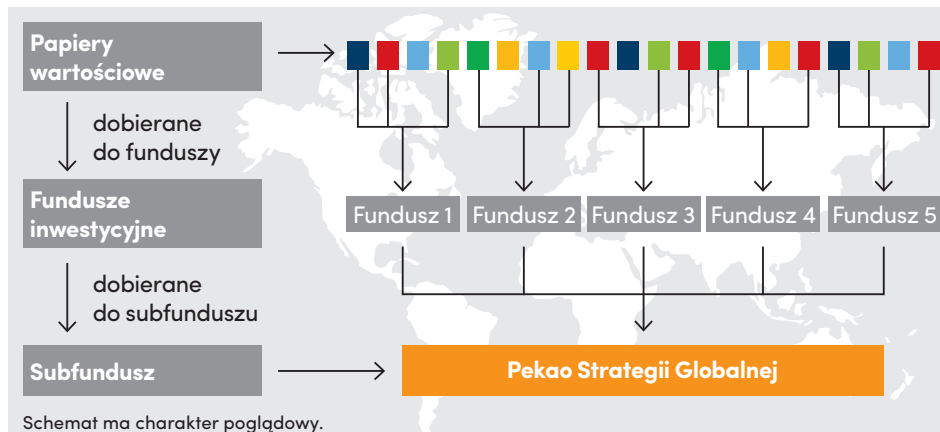 Papiery
wartościowe
dobierane
do funduszy
Fundusze
inwestycyjne
Fundusz 1
Fundusz 2
Fundusz 3
Fundusz 4
Fundusz 5
dobierane
do subfunduszu
Subfundusz
Pekao Strategii Globalnej
Schemat ma charakter poglądowy.